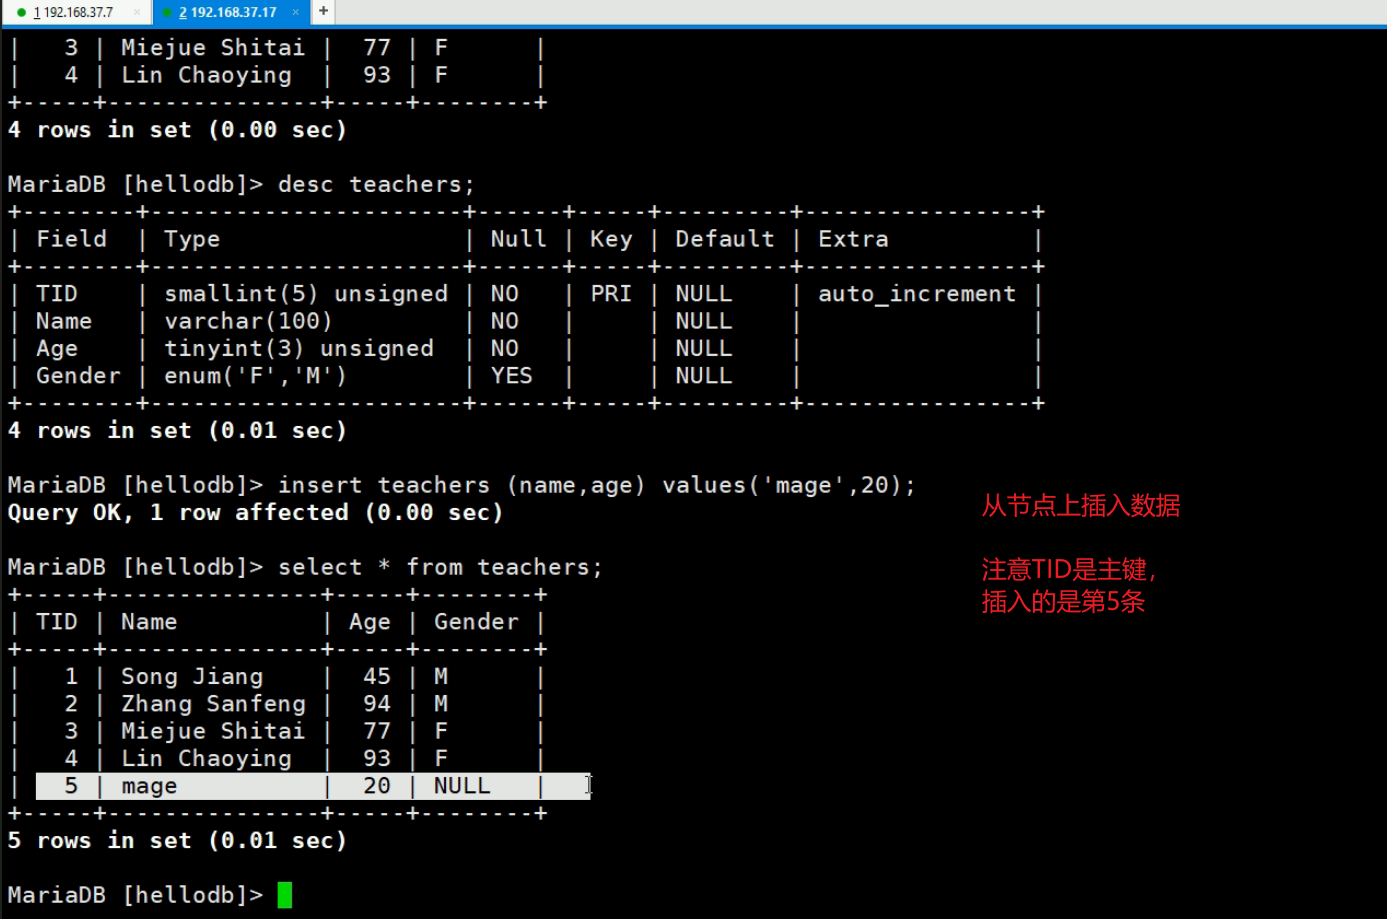 1 192.168.37.7 × 2 192.168.37.17 × +
|   3 | Miejue Shitai |  77 | F      |
|   4 | Lin Chaoying  |  93 | F      |
+-----+---------------+-----+--------+
4 rows in set (0.00 sec)
MariaDB [hellodb]> desc teachers;
+--------+----------------------+------+-----+---------+----------------+
| Field  | Type                 | Null | Key | Default | Extra          |
+--------+----------------------+------+-----+---------+----------------+
| TID    | smallint(5) unsigned | NO   | PRI | NULL    | auto_increment |
| Name   | varchar(100)         | NO   |     | NULL    |                |
| Age    | tinyint(3) unsigned  | NO   |     | NULL    |                |
| Gender | enum('F','M')        | YES  |     | NULL    |                |
+--------+----------------------+------+-----+---------+----------------+
4 rows in set (0.01 sec)
MariaDB [hellodb]> insert teachers (name,age) values('mage',20);
Query OK, 1 row affected (0.00 sec)
从节点上插入数据
MariaDB [hellodb]> select * from teachers;
注意TID是主键，
插入的是第5条
+-----+---------------+-----+--------+
| TID | Name          | Age | Gender |
+-----+---------------+-----+--------+
|   1 | Song Jiang    |  45 | M      |
|   2 | Zhang Sanfeng |  94 | M      |
|   3 | Miejue Shitai |  77 | F      |
|   4 | Lin Chaoying  |  93 | F      |
|   5 | mage          |  20 | NULL   |
+-----+---------------+-----+--------+
5 rows in set (0.01 sec)
MariaDB [hellodb]>